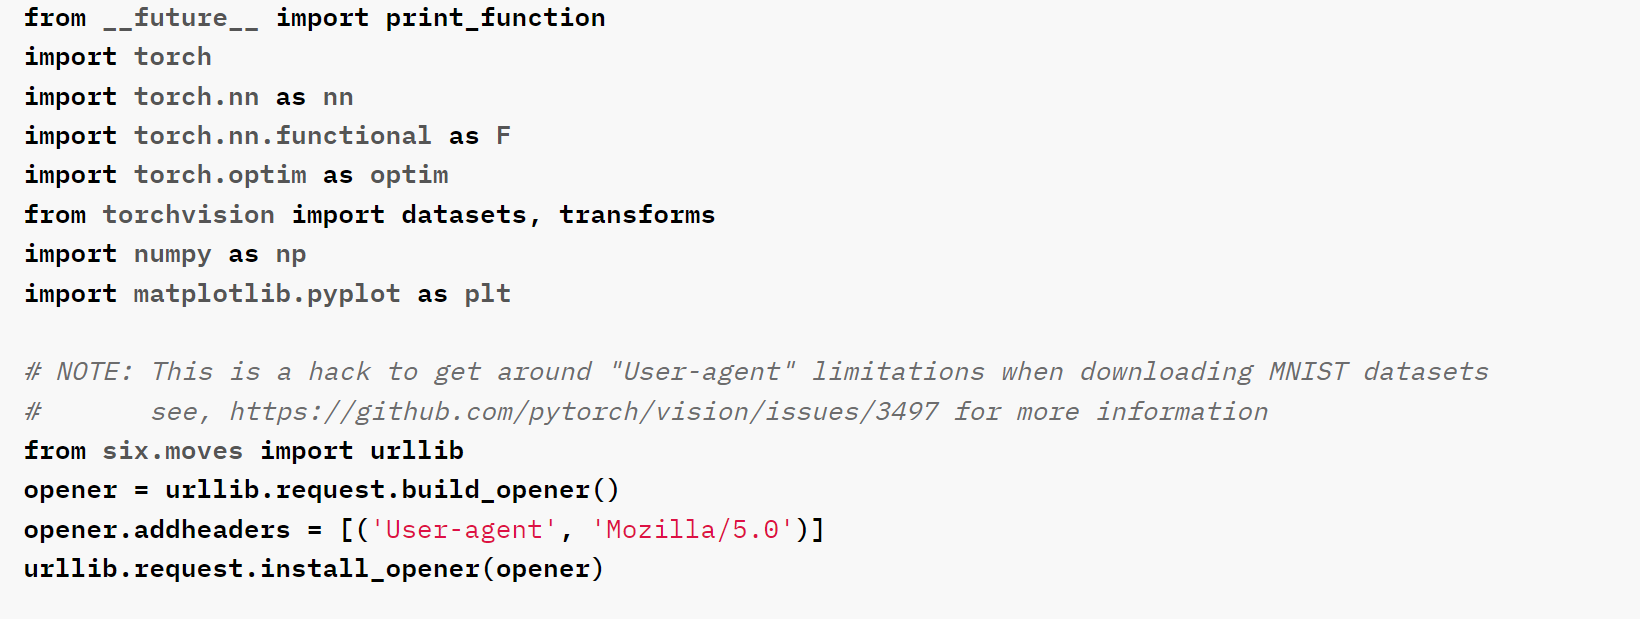 from __future__ import print_function
import torch
import torch.nn as nn
import torch.nn.functional as F
import torch.optim as optim
from torchvision import datasets, transforms
import numpy as np
import matplotlib.pyplot as plt

# NOTE: This is a hack to get around "User-agent" limitations when downloading MNIST datasets
#       see, https://github.com/pytorch/vision/issues/3497 for more information
from six.moves import urllib
opener = urllib.request.build_opener()
opener.addheaders = [('User-agent', 'Mozilla/5.0')]
urllib.request.install_opener(opener)